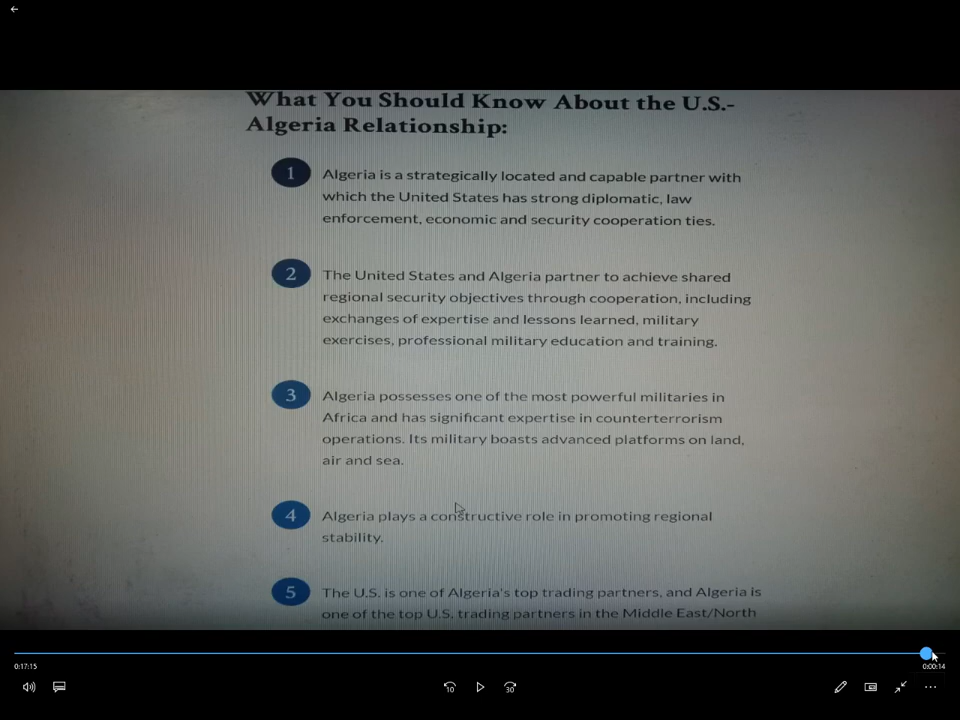 What You Should Know About the U.S.-
Algeria Relationship:
1
Algeria is a strategically located and capable partner with
which the United States has strong diplomatic, law
enforcement, economic and security cooperation ties.
2
The United States and Algeria partner to achieve shared
regional security objectives through cooperation, including
exchanges of expertise and lessons learned, military
exercises, professional military education and training.
3
Algeria possesses one of the most powerful militaries in
Africa and has significant expertise in counterterrorism
operations. Its military boasts advanced platforms on land,
air and sea.
4
Algeria plays a constructive role in promoting regional
stability.
5
The U.S. is one of Algeria's top trading partners, and Algeria is
one of the top U.S. trading partners in the Middle East/North
0:17:15
0:00:14
10
30